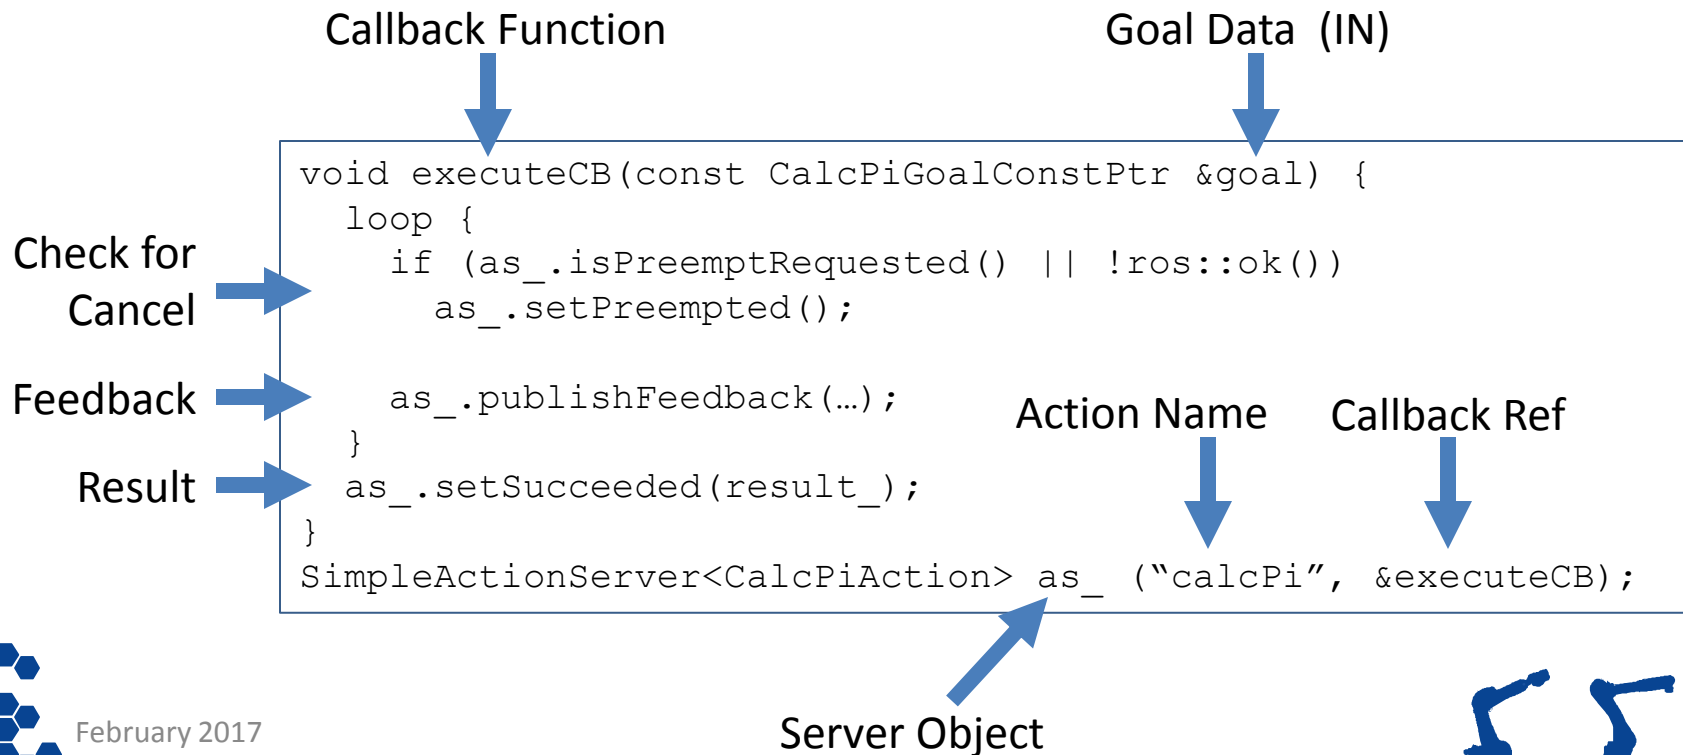 Callback Function
Goal Data (IN)
void executeCB(const CalcPiGoalConstPtr &goal) {
loop {
Check for
Cancel
if (as_.isPreemptRequested() || !ros::ok())
as_.setPreempted();
Feedback
as_.publishFeedback(…);
Action Name
Callback Ref
}
Result
as_.setSucceeded(result_);
}
SimpleActionServer<CalcPiAction> as_ (“calcPi”, &executeCB);
Server Object
February 2017